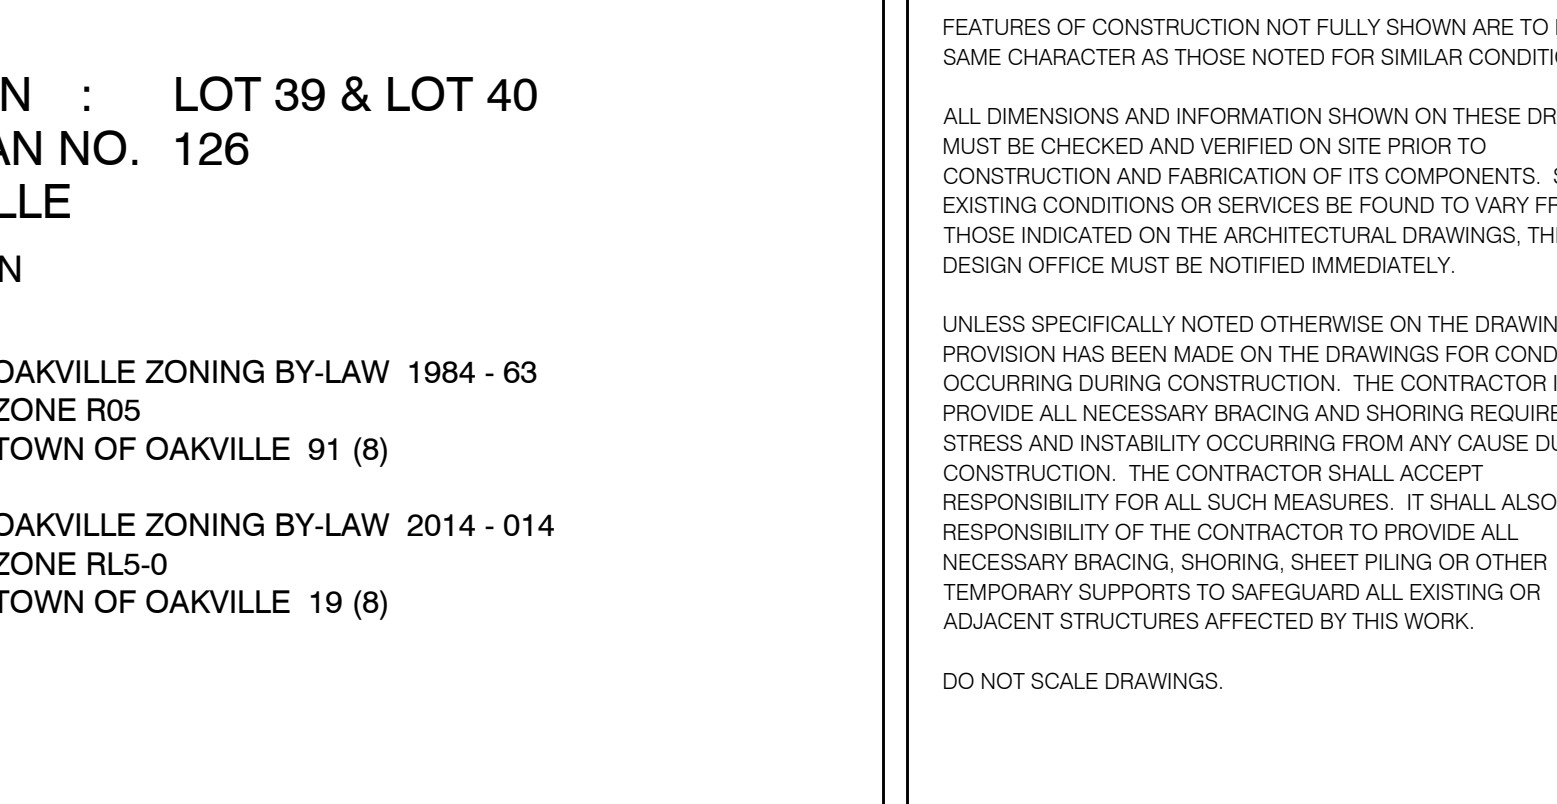 N : LOT 39 & LOT 40
AN NO. 126
LLE
N
OAKVILLE ZONING BY-LAW 1984 - 63
ZONE R05
TOWN OF OAKVILLE 91 (8)
OAKVILLE ZONING BY-LAW 2014 - 014
ZONE RL5-0
TOWN OF OAKVILLE 19 (8)
FEATURES OF CONSTRUCTION NOT FULLY SHOWN ARE TO
SAME CHARACTER AS THOSE NOTED FOR SIMILAR CONDITI
ALL DIMENSIONS AND INFORMATION SHOWN ON THESE DR
MUST BE CHECKED AND VERIFIED ON SITE PRIOR TO
CONSTRUCTION AND FABRICATION OF ITS COMPONENTS. S
EXISTING CONDITIONS OR SERVICES BE FOUND TO VARY FR
THOSE INDICATED ON THE ARCHITECTURAL DRAWINGS, TH
DESIGN OFFICE MUST BE NOTIFIED IMMEDIATELY.
UNLESS SPECIFICALLY NOTED OTHERWISE ON THE DRAWIN
PROVISION HAS BEEN MADE ON THE DRAWINGS FOR COND
OCCURRING DURING CONSTRUCTION. THE CONTRACTOR I
PROVIDE ALL NECESSARY BRACING AND SHORING REQUIRE
STRESS AND INSTABILITY OCCURRING FROM ANY CAUSE DU
CONSTRUCTION. THE CONTRACTOR SHALL ACCEPT
RESPONSIBILITY FOR ALL SUCH MEASURES. IT SHALL ALSO
RESPONSIBILITY OF THE CONTRACTOR TO PROVIDE ALL
NECESSARY BRACING, SHORING, SHEET PILING OR OTHER
TEMPORARY SUPPORTS TO SAFEGUARD ALL EXISTING OR
ADJACENT STRUCTURES AFFECTED BY THIS WORK.
DO NOT SCALE DRAWINGS.